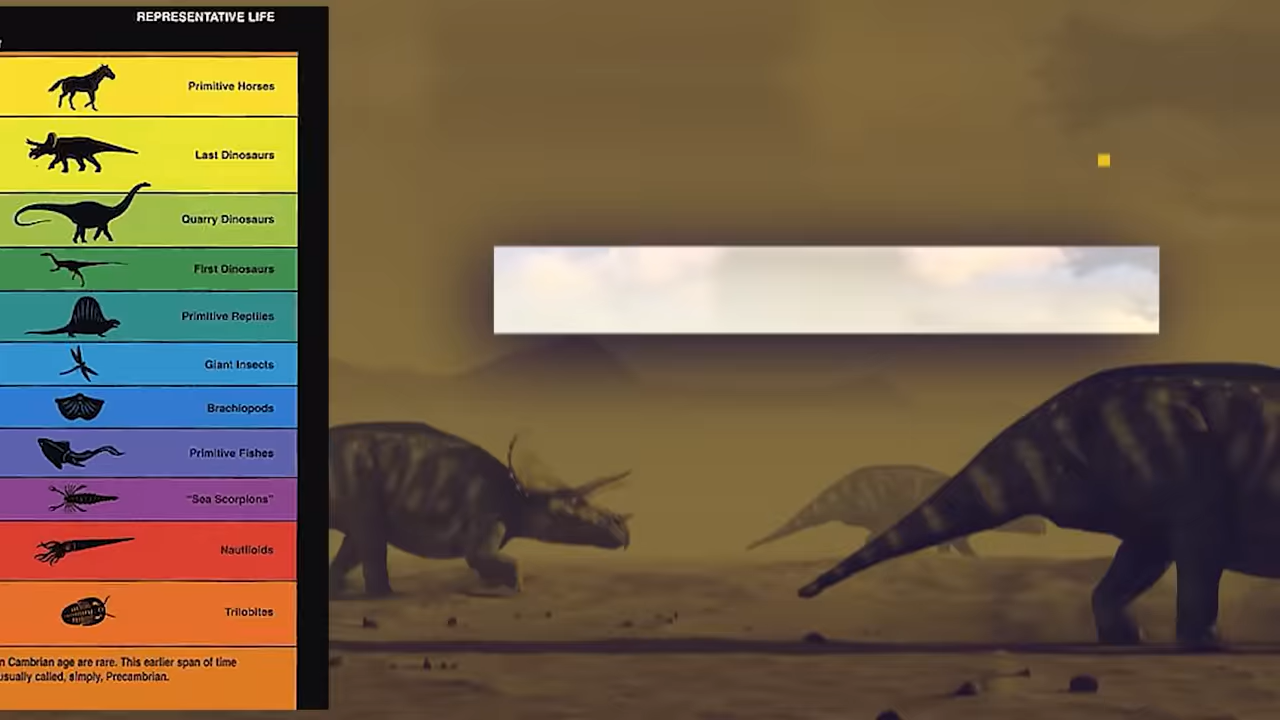 REPRESENTATIVE LIFE
Primitive Horses
Last Dinosaurs
Quarry Dinosaurs
First Dinosaurs
Primitive Reptiles
Giant Insects
Brachiopods
Primitive Fishes
"Sea Scorpions"
Nautiloids
Trilobites
Cambrian age are rare. This earlier span of time
usually called, simply, Precambrian.